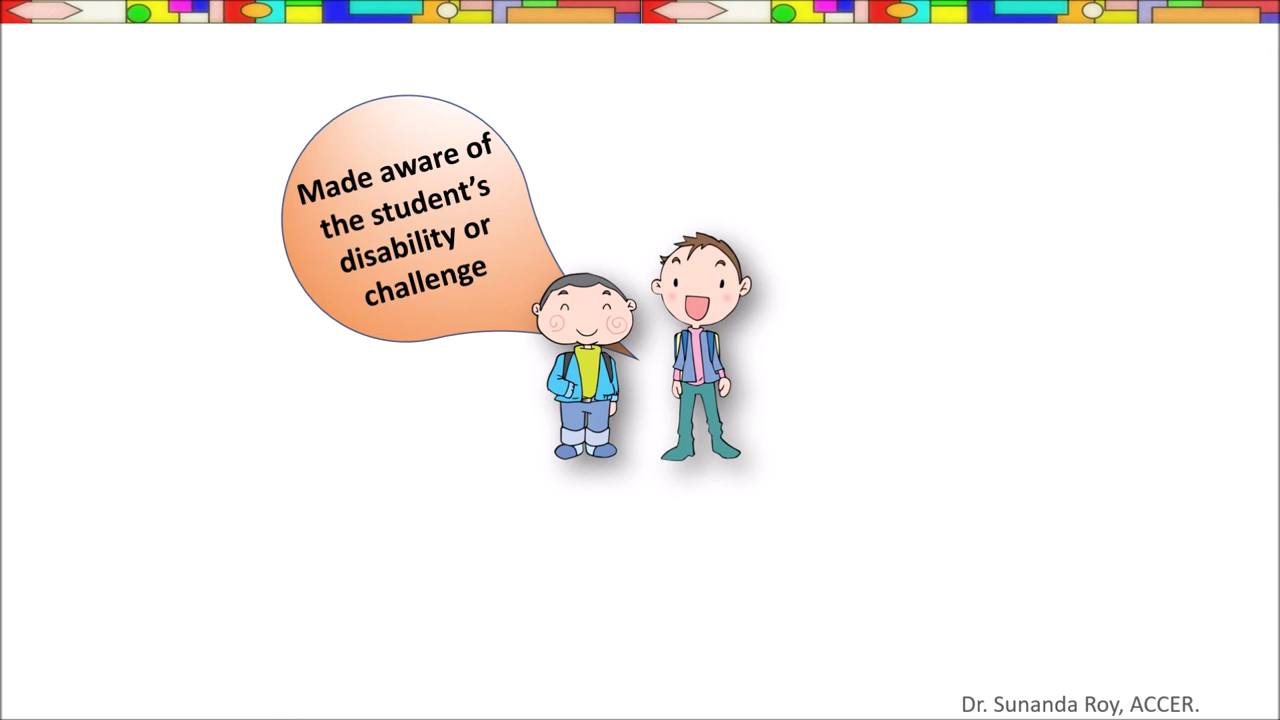 Made aware of
the student’s
disability or
challenge
Dr. Sunanda Roy, ACCER.